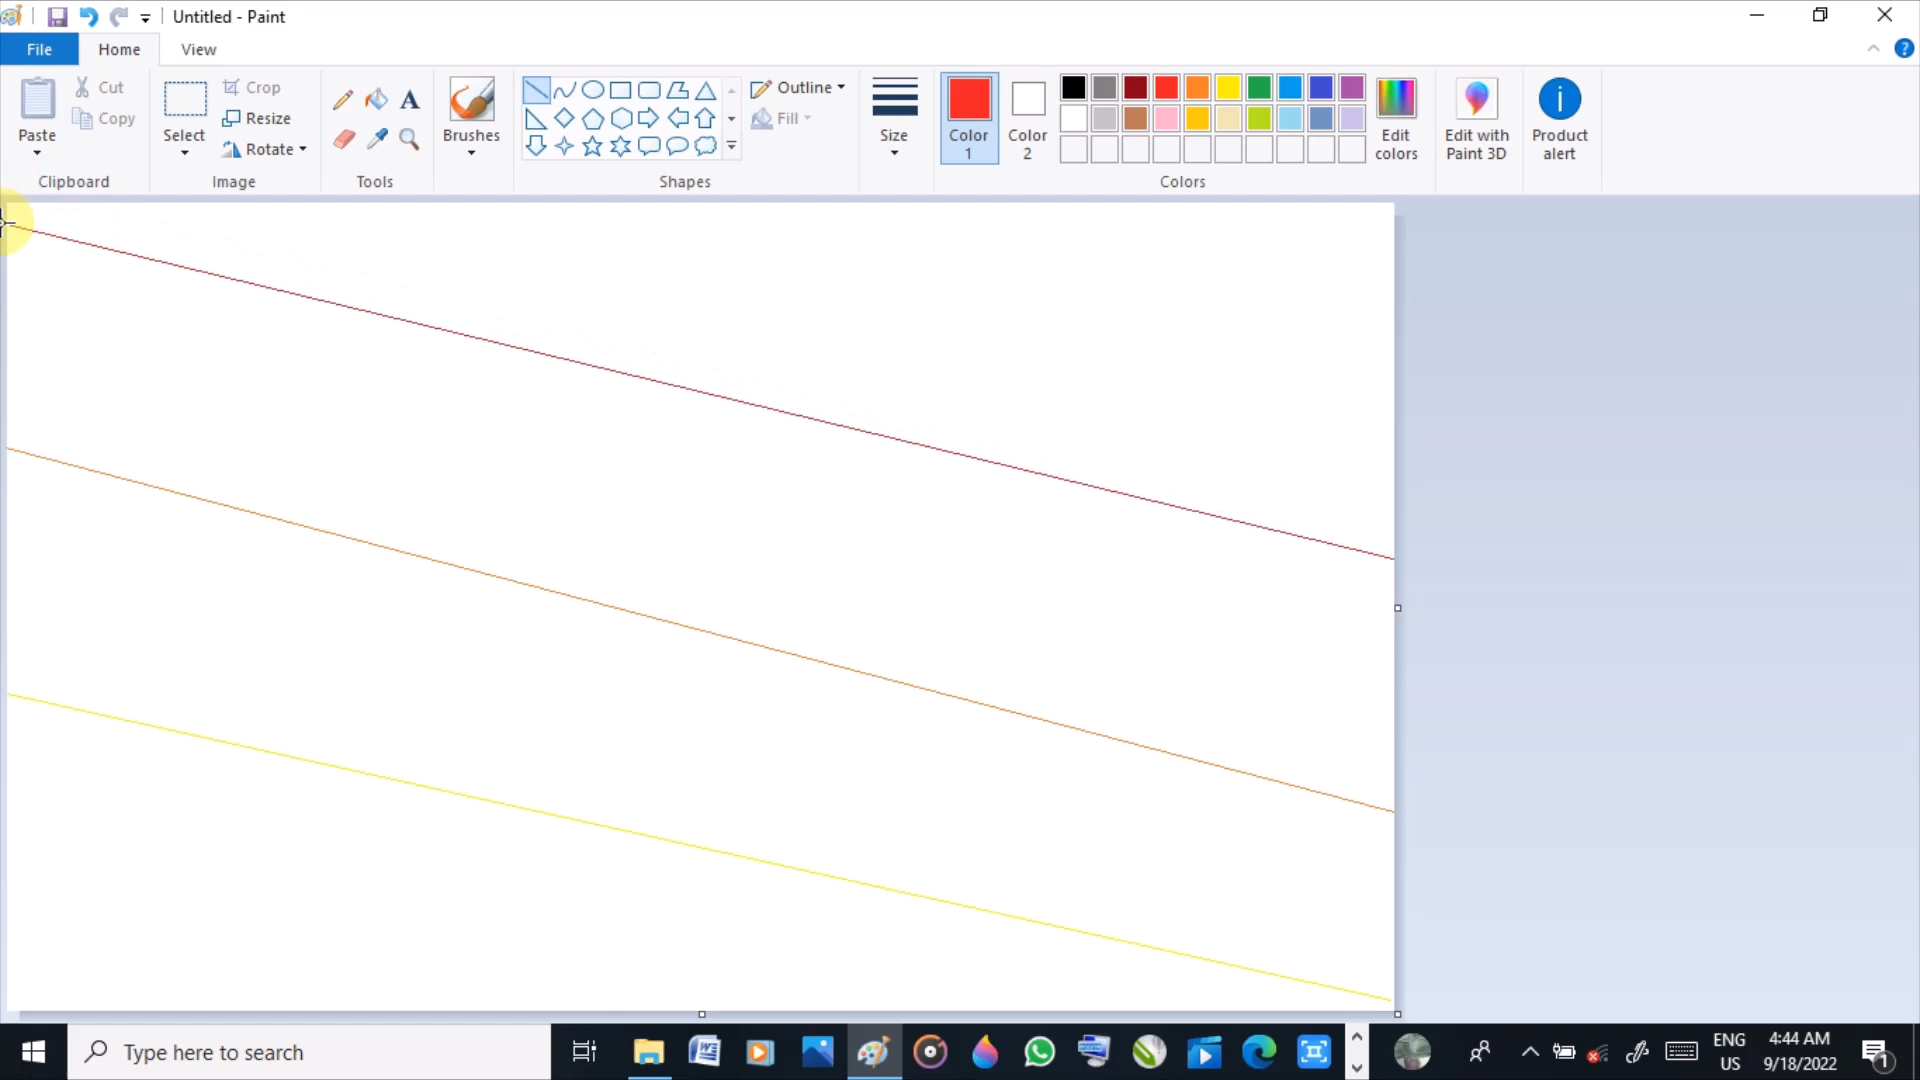 Untitled - Paint
File Home View
Paste
Cut
Copy
Clipboard
Select
Crop
Resize
Rotate
Image
A
Tools
Brushes
Shapes
Outline
Fill
Size
Color 1
Color 2
Colors
Edit colors
Edit with Paint 3D
Product alert
Type here to search
ENG
US
4:44 AM
9/18/2022
1